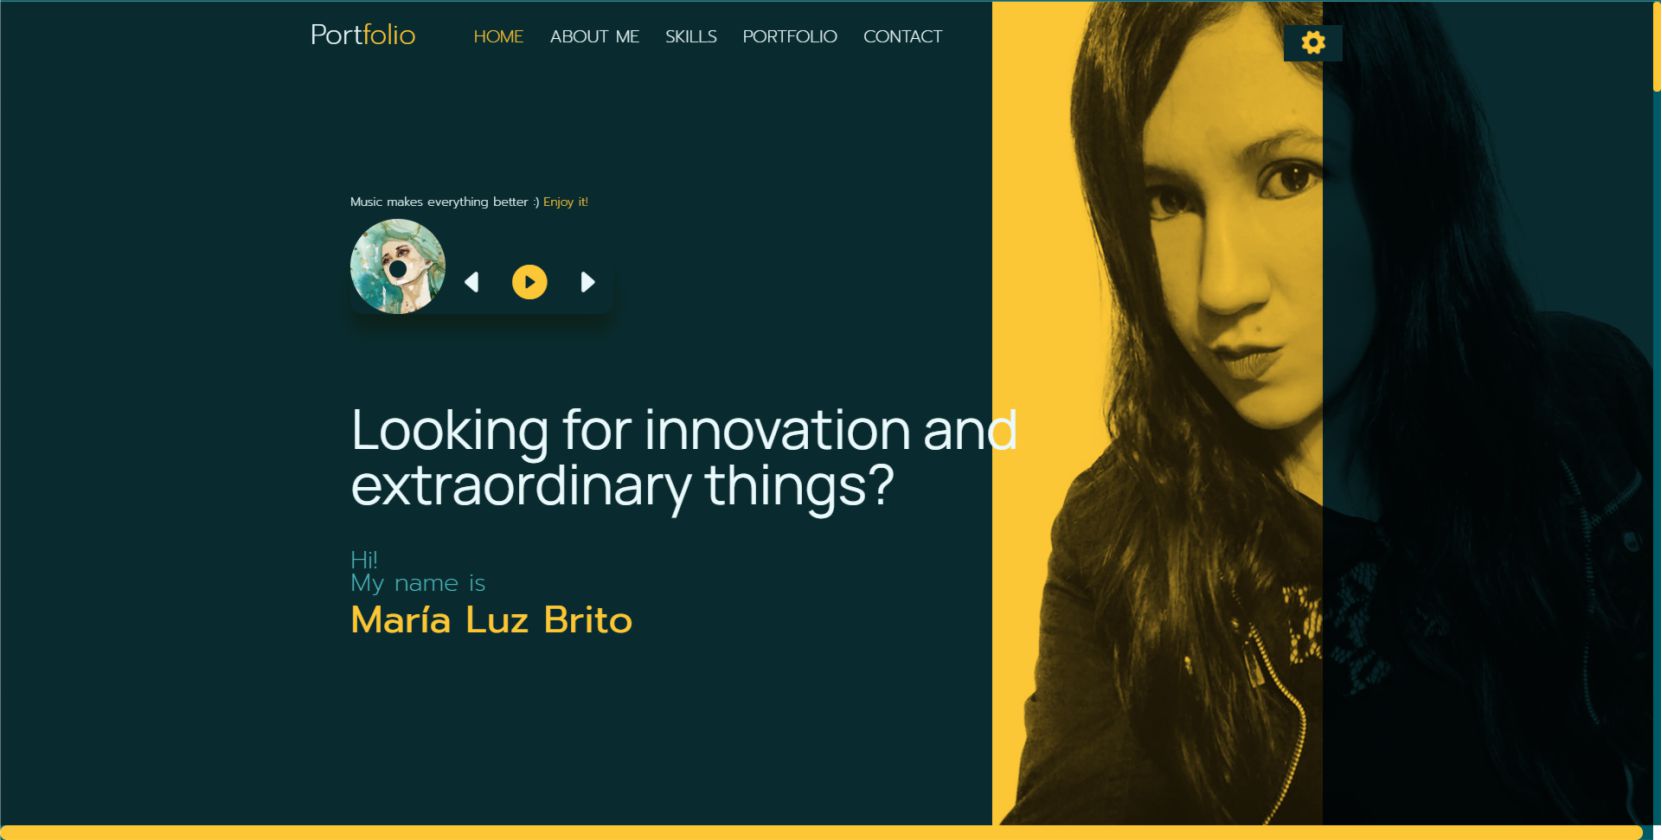 Portfolio
HOME ABOUT ME SKILLS PORTFOLIO CONTACT
Music makes everything better :) Enjoy it!
Looking for innovation and
extraordinary things?
Hi!
My name is
María Luz Brito